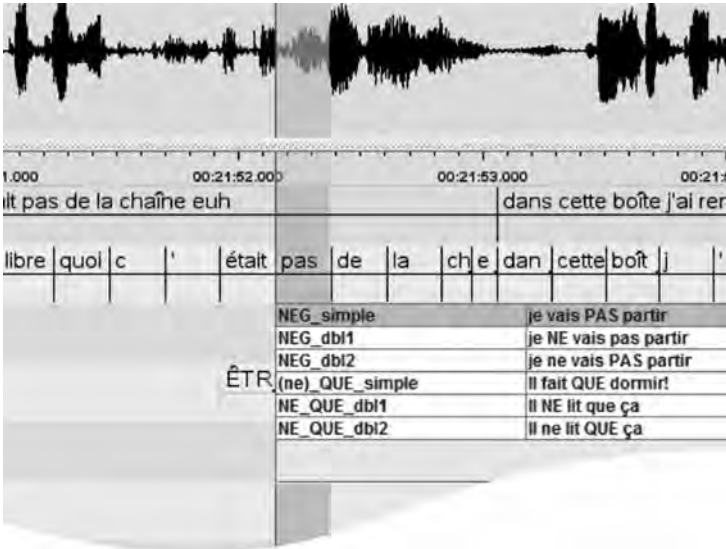 1.000 00:21:52.000 00:21:53.000 00:21:
it pas de la chaîne euh dans cette boîte j'ai rer
libre quoi c ' était pas de la ch e dan cette boît j '
NEG_simple je vais PAS partir
NEG_dbl1 je NE vais pas partir
NEG_dbl2 je ne vais PAS partir
ÊTR (ne)_QUE_simple Il fait QUE dormir!
NE_QUE_dbl1 Il NE lit que ça
NE_QUE_dbl2 Il ne lit QUE ça